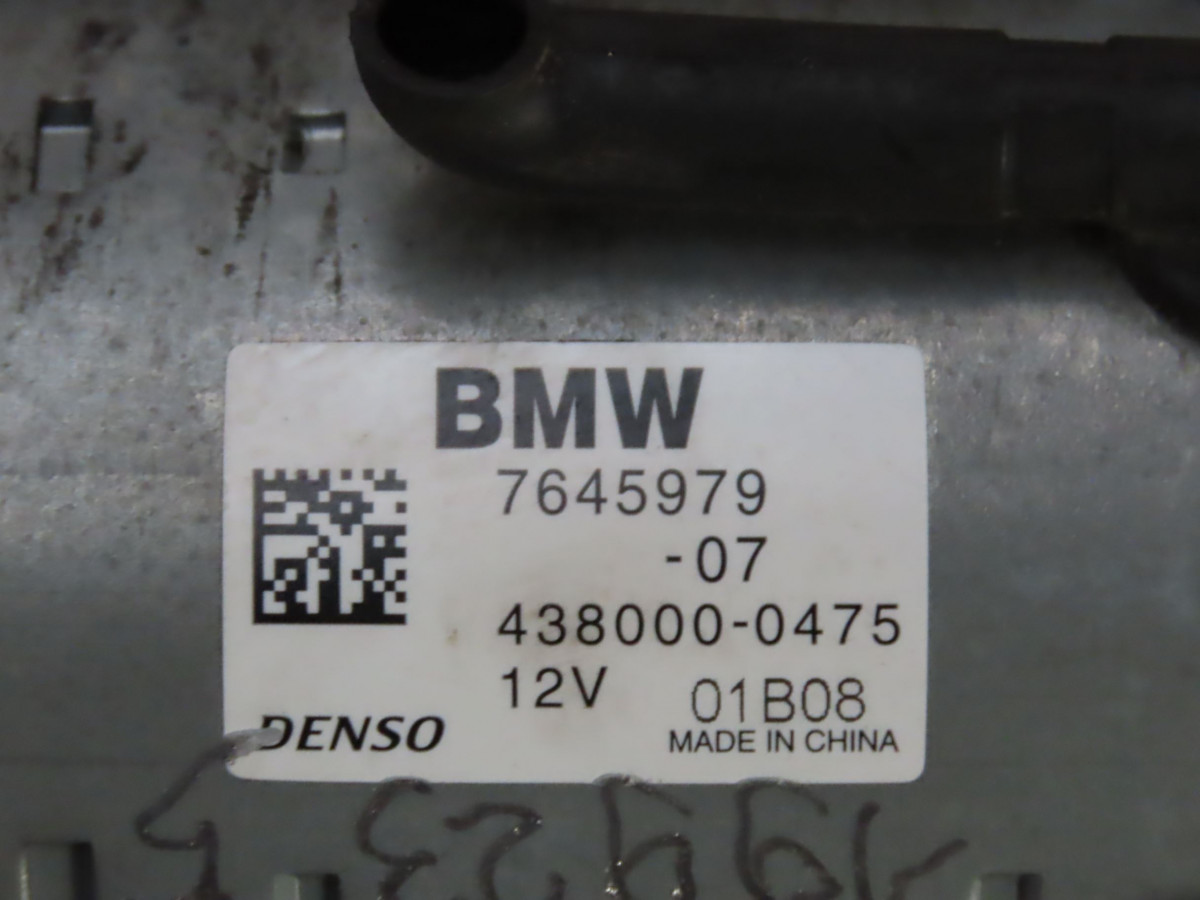 BMW
7645979
-07
438000-0475
12V 01B08
DENSO MADE IN CHINA